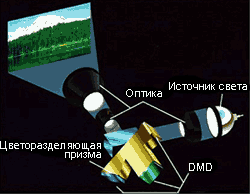 Источник света
Оптика
Цветоразделяющая
призма
DMD